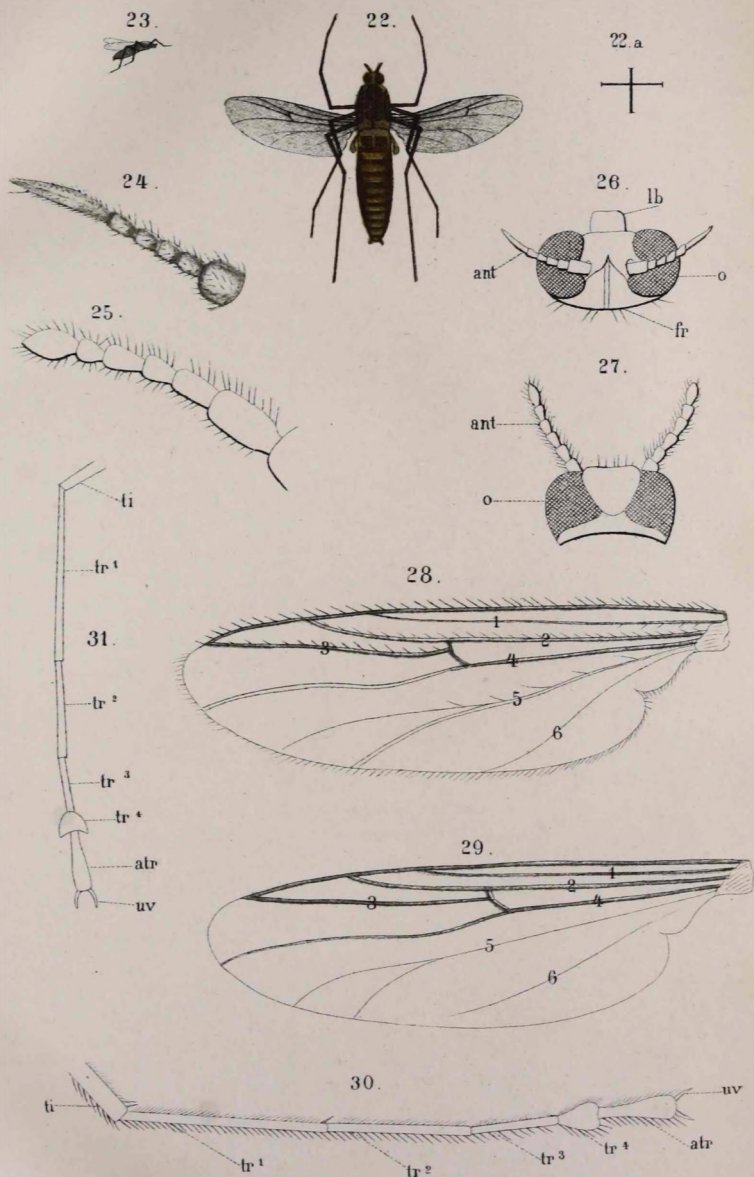 23.
22.
22.a
24.
26.
lb
ant
o
fr
25.
27.
ant
o
ti
tr¹
31.
tr²
tr³
tr⁴
atr
uv
28.
1
2
3
4
5
6
29.
1
2
3
4
5
6
30.
ti
uv
tr¹
tr²
tr³
tr⁴
atr